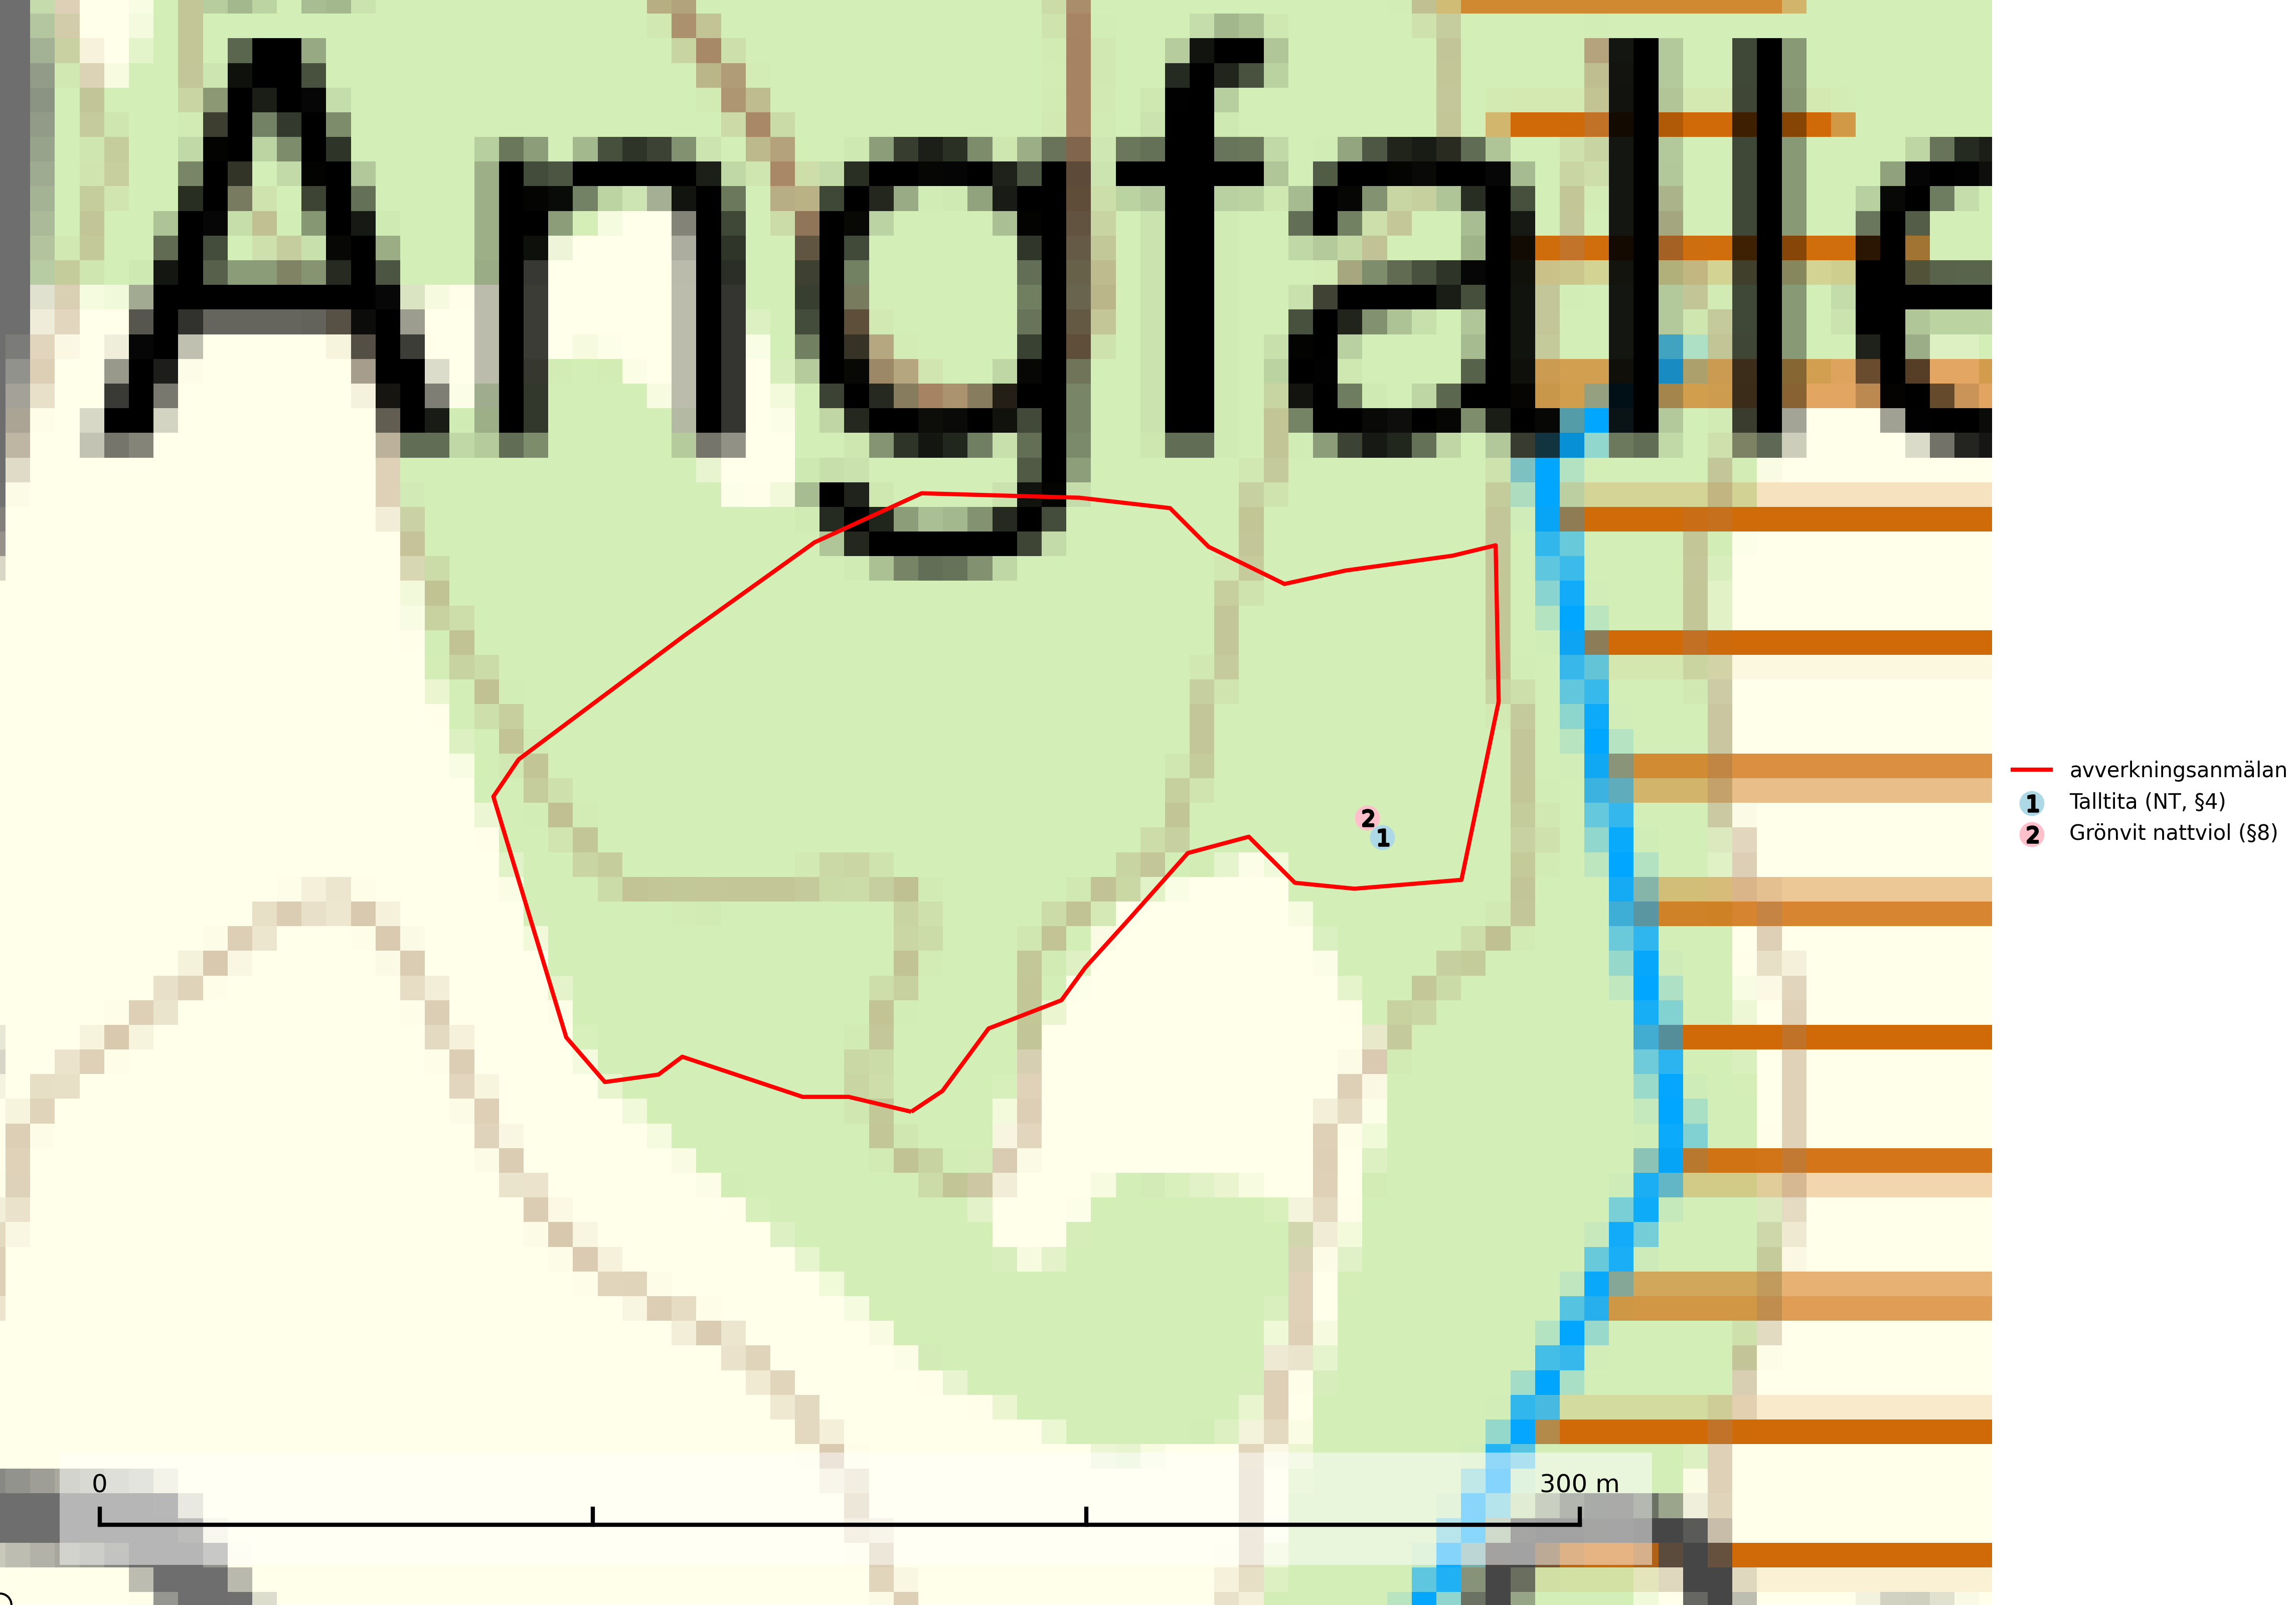 Angfalle
avverkningsanmälan
1 Talltita (NT, §4)
2 Grönvit nattviol (§8)
2
1
0 300 m